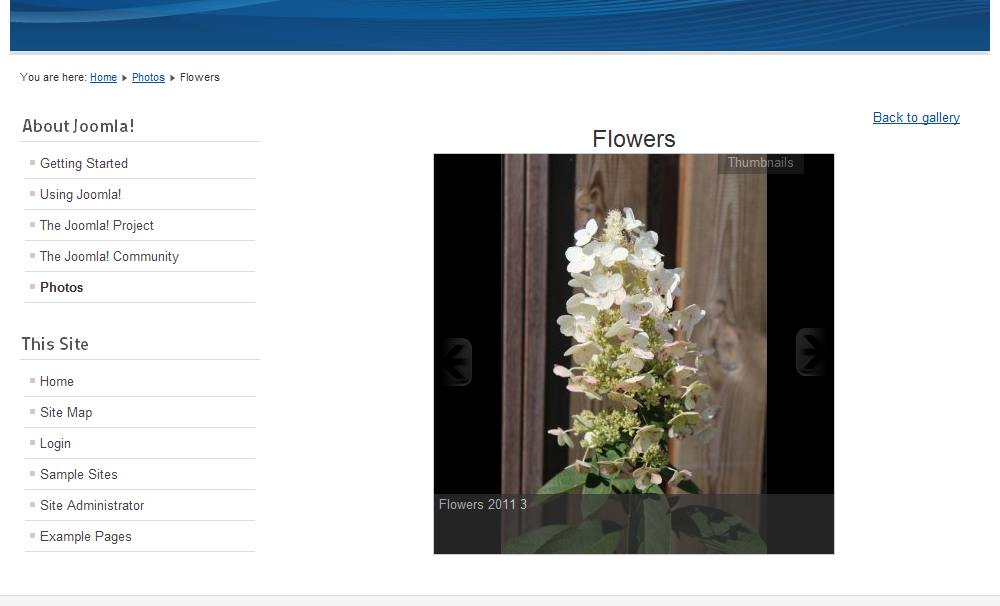 You are here: Home Photos Flowers
About Joomla!
Getting Started
Using Joomla!
The Joomla! Project
The Joomla! Community
Photos
This Site
Home
Site Map
Login
Sample Sites
Site Administrator
Example Pages
Back to gallery
Flowers
Thumbnails
Flowers 2011 3